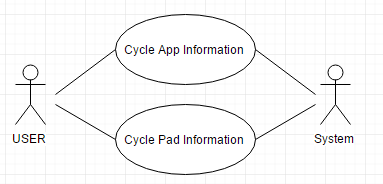 Cycle App Information
USER
System
Cycle Pad Information